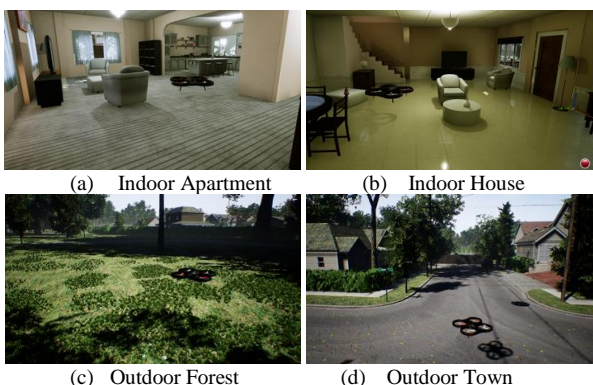 (a) Indoor Apartment
(b) Indoor House
(c) Outdoor Forest
(d) Outdoor Town